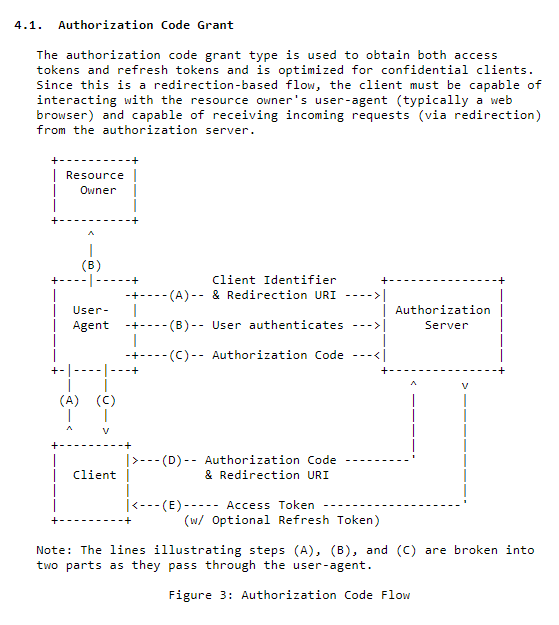 4.1.  Authorization Code Grant
The authorization code grant type is used to obtain both access
tokens and refresh tokens and is optimized for confidential clients.
Since this is a redirection-based flow, the client must be capable of
interacting with the resource owner's user-agent (typically a web
browser) and capable of receiving incoming requests (via redirection)
from the authorization server.
+----------+
| Resource |
|   Owner  |
|          |
+----------+
     ^
     |
    (B)
+----|-----+          Client Identifier      +---------------+
|         -+----(A)-- & Redirection URI ---->|               |
|  User-   |                                 | Authorization |
|  Agent  -+----(B)-- User authenticates --->|     Server    |
|          |                                 |               |
|         -+----(C)-- Authorization Code ---<|               |
+-|----|---+                                 +---------------+
  |    |                                         ^      v
 (A)  (C)                                        |      |
  |    |                                         |      |
  ^    v                                         |      |
+---------+                                      |      |
|         |>---(D)-- Authorization Code ---------'      |
|  Client |          & Redirection URI                  |
|         |                                             |
|         |<---(E)----- Access Token -------------------'
+---------+       (w/ Optional Refresh Token)
Note: The lines illustrating steps (A), (B), and (C) are broken into
two parts as they pass through the user-agent.
Figure 3: Authorization Code Flow